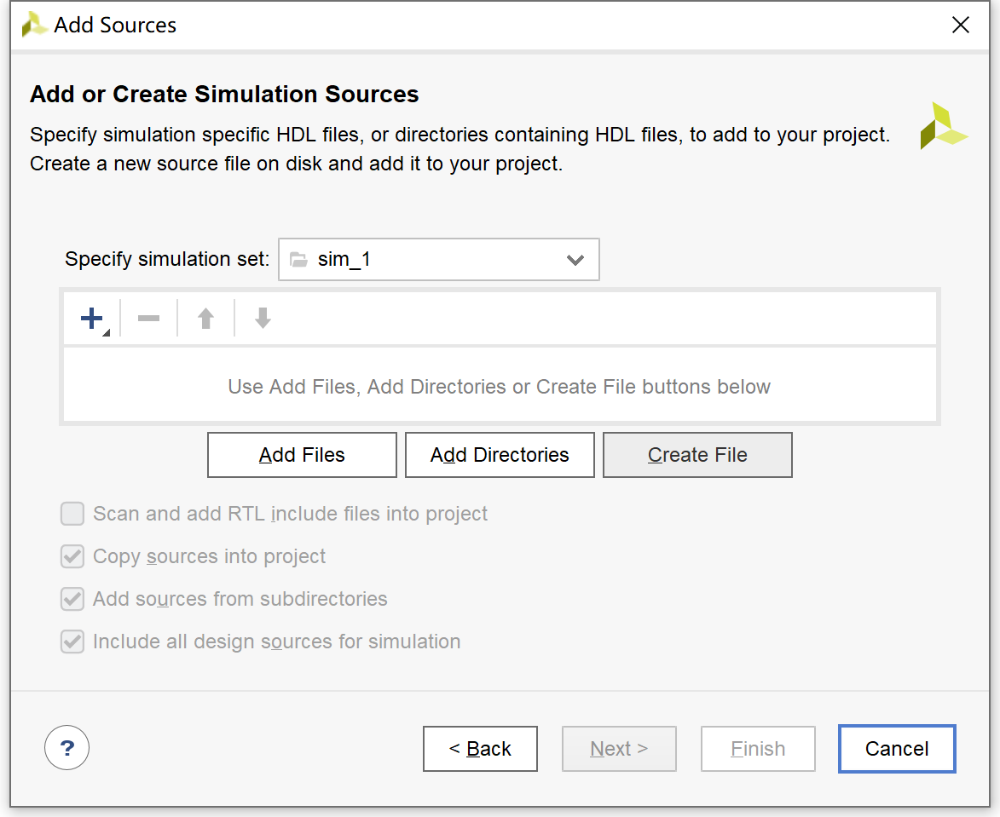 Add Sources
Add or Create Simulation Sources
Specify simulation specific HDL files, or directories containing HDL files, to add to your project.
Create a new source file on disk and add it to your project.
Specify simulation set: sim_1
Use Add Files, Add Directories or Create File buttons below
Add Files Add Directories Create File
Scan and add RTL include files into project
Copy sources into project
Add sources from subdirectories
Include all design sources for simulation
? < Back Next > Finish Cancel